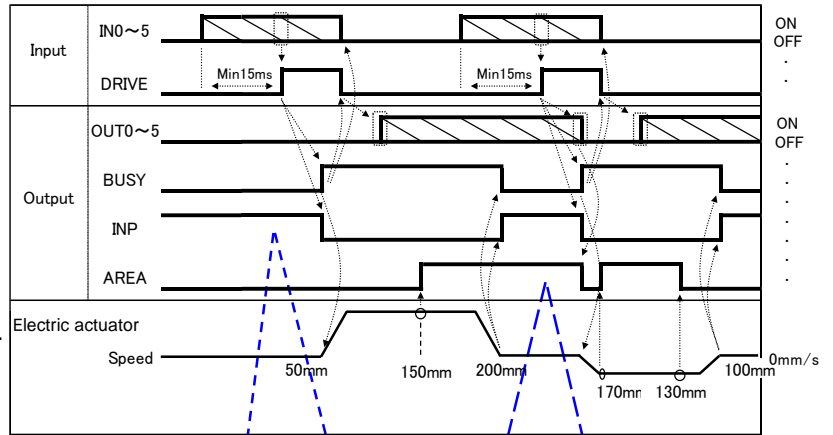 IN0～5
ON
OFF
Input
DRIVE
Min15ms
Min15ms
OUT0～5
ON
OFF
BUSY
Output
INP
AREA
Electric actuator
Speed
50mm
150mm
200mm
170mm
130mm
100mm
0mm/s